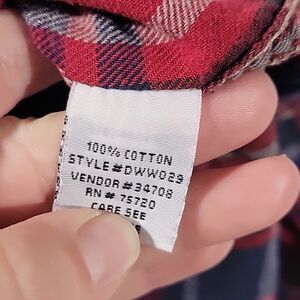 100% COTTON
STYLE#DWW029
VENDOR#34708
RN# 75720
CARE SEE